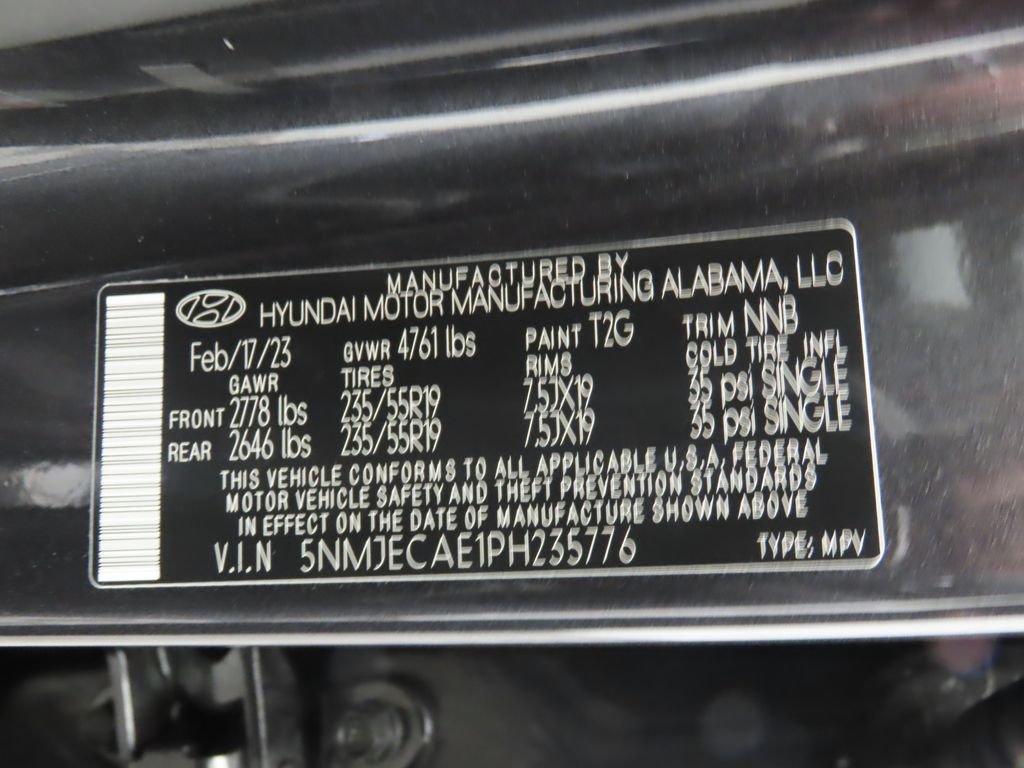 MANUFACTURED BY
HYUNDAI MOTOR MANUFACTURING ALABAMA, LLC
Feb/17/23 GVWR 4761 lbs PAINT T2G TRIM NNB
GAWR TIRES RIMS COLD TIRE INFL
FRONT 2778 lbs 235/55R19 7.5JX19 35 psi SINGLE
REAR 2646 lbs 235/55R19 7.5JX19 35 psi SINGLE
THIS VEHICLE CONFORMS TO ALL APPLICABLE U.S.A. FEDERAL
MOTOR VEHICLE SAFETY AND THEFT PREVENTION STANDARDS
IN EFFECT ON THE DATE OF MANUFACTURE SHOWN ABOVE
V.I.N 5NMJECAE1PH235776 TYPE: MPV